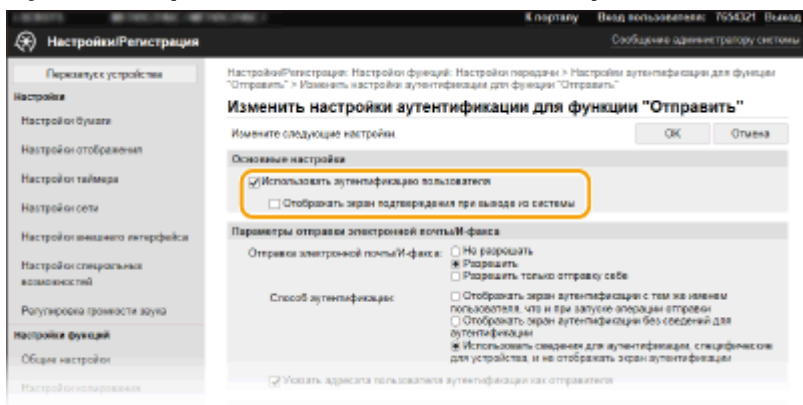 К порталу Вход пользователем: 7654321 Выход
Настройки/Регистрация
Сообщение администратору системы
Перезапуск устройства
Настройки
Настройки бумаги
Настройки отображения
Настройки таймера
Настройки сети
Настройки внешнего интерфейса
Настройки специальных
возможностей
Регулировка громкости звука
Настройки функций
Общие настройки
Настройки копирования
Настройки/Регистрация: Настройки функций: Настройки передачи > Настройки аутентификации для функции
"Отправить" > Изменить настройки аутентификации для функции "Отправить"
Изменить настройки аутентификации для функции "Отправить"
Измените следующие настройки.
OK Отмена
Основные настройки
Использовать аутентификацию пользователя
Отображать экран подтверждения при выводе из системы
Параметры отправки электронной почты/И-факса
Отправка электронной почты/И-факса:
Не разрешать
Разрешить
Разрешить только отправку себе
Способ аутентификации:
Отображать экран аутентификации с тем же именем
пользователя, что и при запуске операции отправки
Отображать экран аутентификации без сведений для
аутентификации
Использовать сведения для аутентификации, специфические
для устройства, и не отображать экран аутентификации
Указать адресата пользователя аутентификации как отправителя